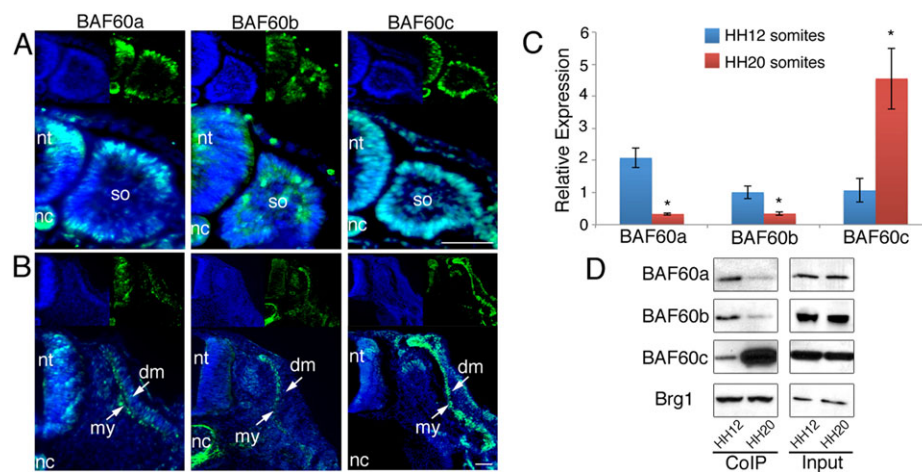 BAF60a BAF60b BAF60c
A
nt so nc
nt so nc
nt so nc
B
nt dm my nc
nt dm my nc
nt dm my nc
C
HH12 somites
HH20 somites
Relative Expression
6
5
4
3
2
1
0
* * *
BAF60a BAF60b BAF60c
D
BAF60a
BAF60b
BAF60c
Brg1
HH12 HH20 HH12 HH20
CoIP Input